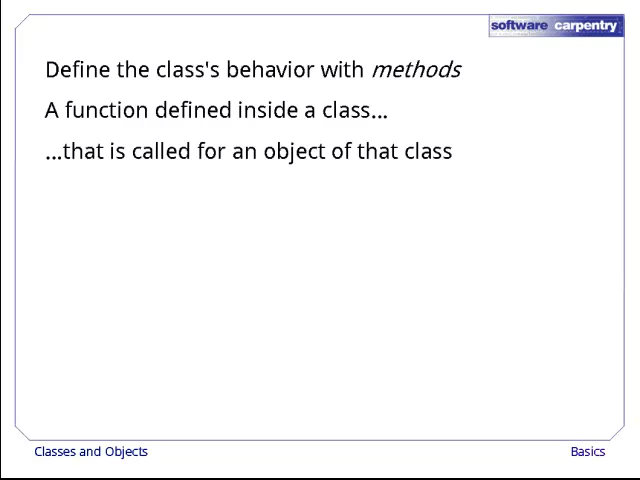 software carpentry
Define the class's behavior with methods
A function defined inside a class...
...that is called for an object of that class
Classes and Objects
Basics